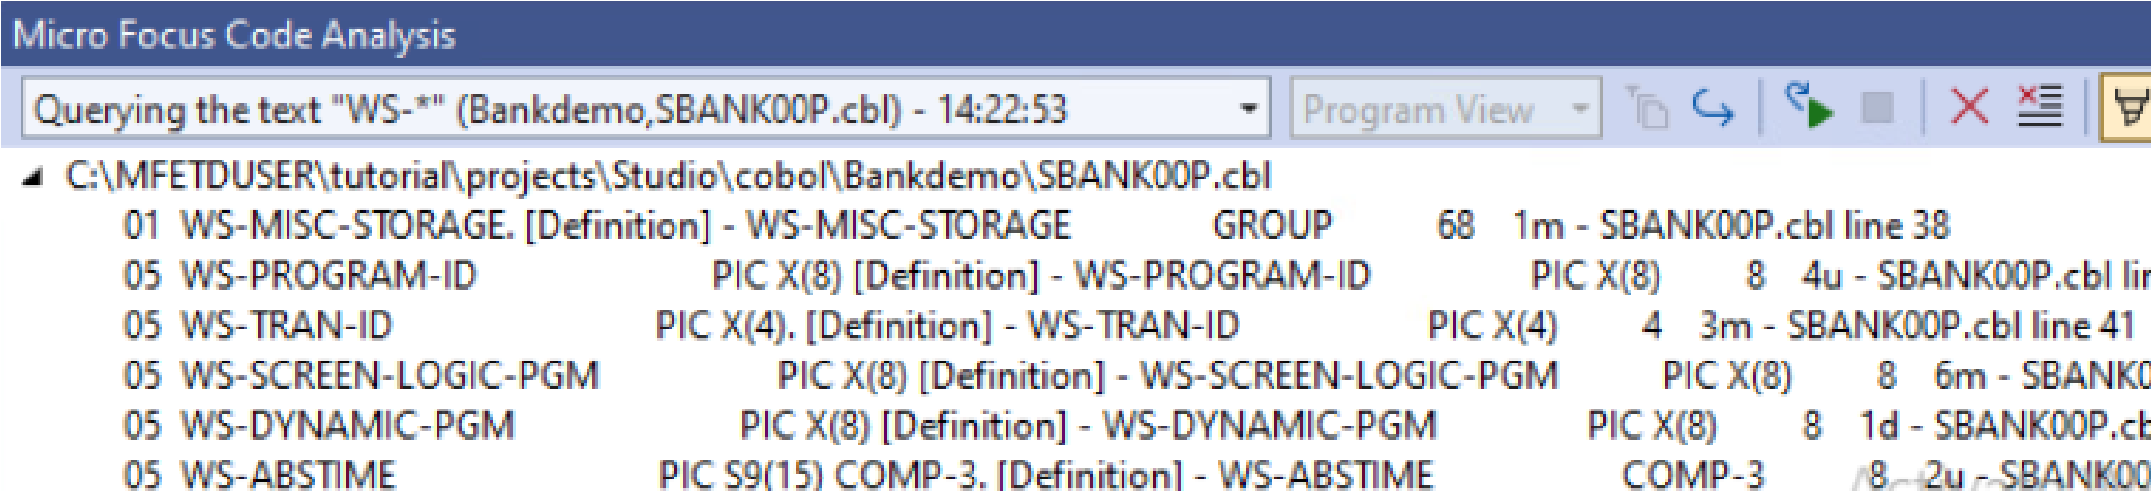 Micro Focus Code Analysis
Querying the text "WS-*" (Bankdemo,SBANK00P.cbl) - 14:22:53 Program View
C:\MFETDUSER\tutorial\projects\Studio\cobol\Bankdemo\SBANK00P.cbl
01 WS-MISC-STORAGE. [Definition] - WS-MISC-STORAGE GROUP 68 1m - SBANK00P.cbl line 38
05 WS-PROGRAM-ID PIC X(8) [Definition] - WS-PROGRAM-ID PIC X(8) 8 4u - SBANK00P.cbl lin
05 WS-TRAN-ID PIC X(4). [Definition] - WS-TRAN-ID PIC X(4) 4 3m - SBANK00P.cbl line 41
05 WS-SCREEN-LOGIC-PGM PIC X(8) [Definition] - WS-SCREEN-LOGIC-PGM PIC X(8) 8 6m - SBANK0
05 WS-DYNAMIC-PGM PIC X(8) [Definition] - WS-DYNAMIC-PGM PIC X(8) 8 1d - SBANK00P.cb
05 WS-ABSTIME PIC S9(15) COMP-3. [Definition] - WS-ABSTIME COMP-3 8 2u - SBANK00